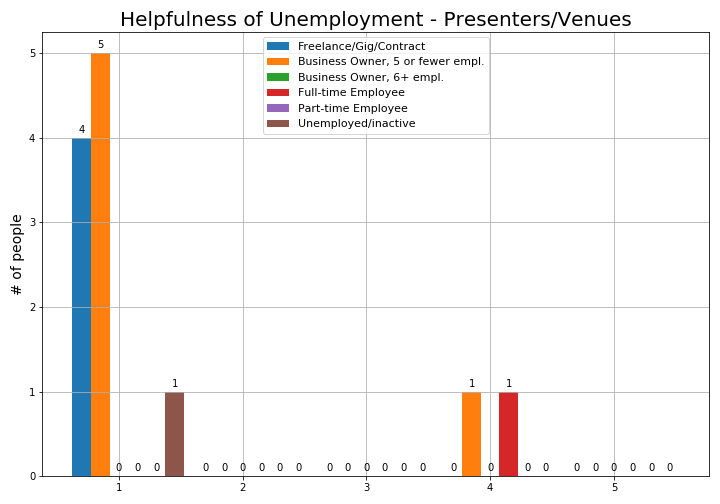 Helpfulness of Unemployment - Presenters/Venues
Freelance/Gig/Contract
Business Owner, 5 or fewer empl.
Business Owner, 6+ empl.
Full-time Employee
Part-time Employee
Unemployed/inactive
# of people
5
4
3
2
1
0
4
5
0 0 0 1
0 0 0 0 0 0
0 0 0 0 0 0
0 1 0 1 0 0
0 0 0 0 0 0
1 2 3 4 5